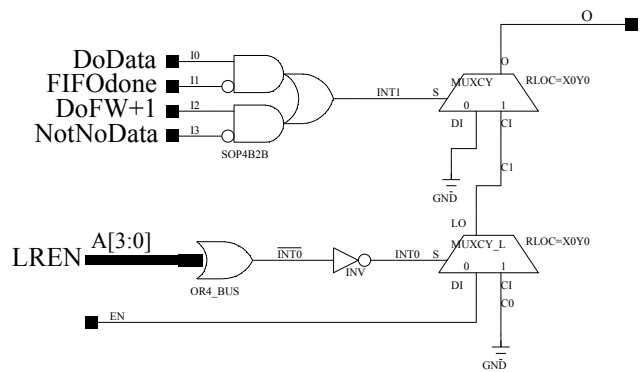 O
DoData I0
FIFOdone I1
DoFW+1 I2
NotNoData I3
SOP4B2B
INT1 S
O
MUXCY RLOC=X0Y0
0 1
DI CI
GND
C1
LO
MUXCY_L RLOC=X0Y0
LREN A[3:0]
OR4_BUS
INT0
INV
INT0 S
0 1
DI CI
C0
EN
GND